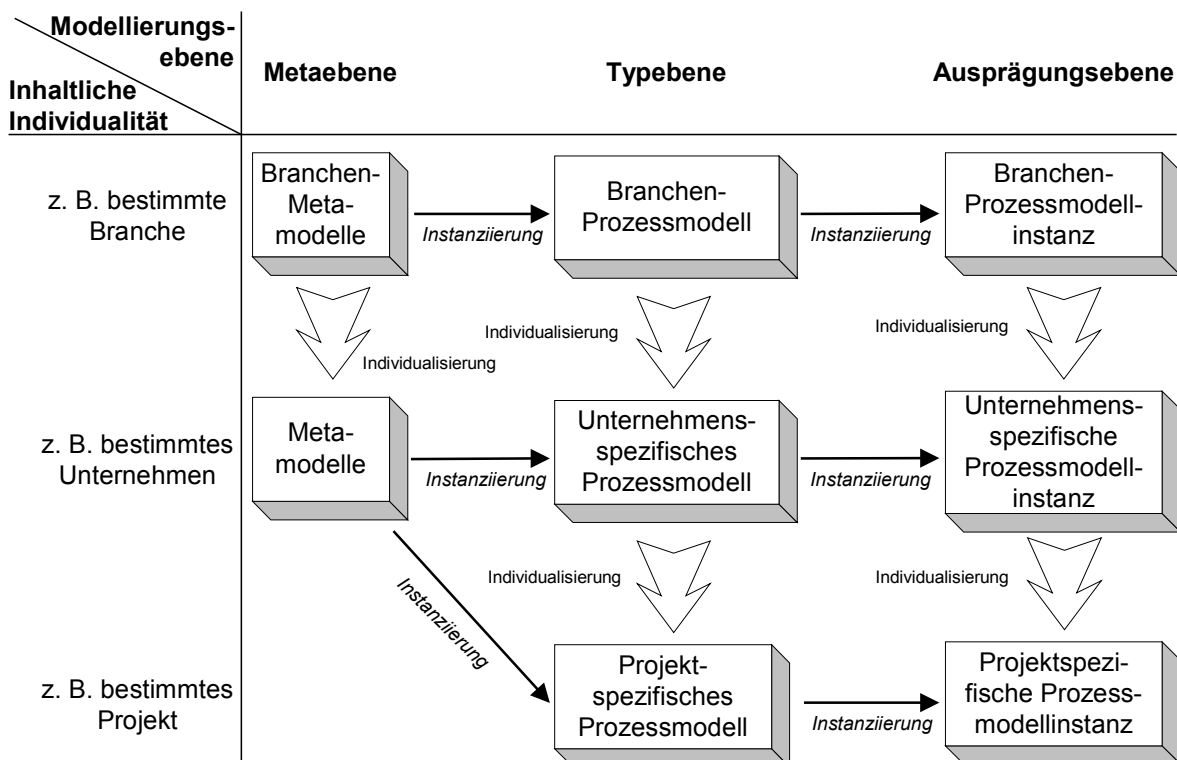 Modellierungs-
ebene
Inhaltliche
Individualität
Metaebene
Typebene
Ausprägungsebene
z. B. bestimmte
Branche
Branchen-
Meta-
modelle
Instanziierung
Branchen-
Prozessmodell
Instanziierung
Branchen-
Prozessmodell-
instanz
Individualisierung
Individualisierung
Individualisierung
z. B. bestimmtes
Unternehmen
Meta-
modelle
Instanziierung
Unternehmens-
spezifisches
Prozessmodell
Instanziierung
Unternehmens-
spezifische
Prozessmodell-
instanz
Instanziierung
Individualisierung
Individualisierung
z. B. bestimmtes
Projekt
Projekt-
spezifisches
Prozessmodell
Instanziierung
Projektspezi-
fische Prozess-
modellinstanz